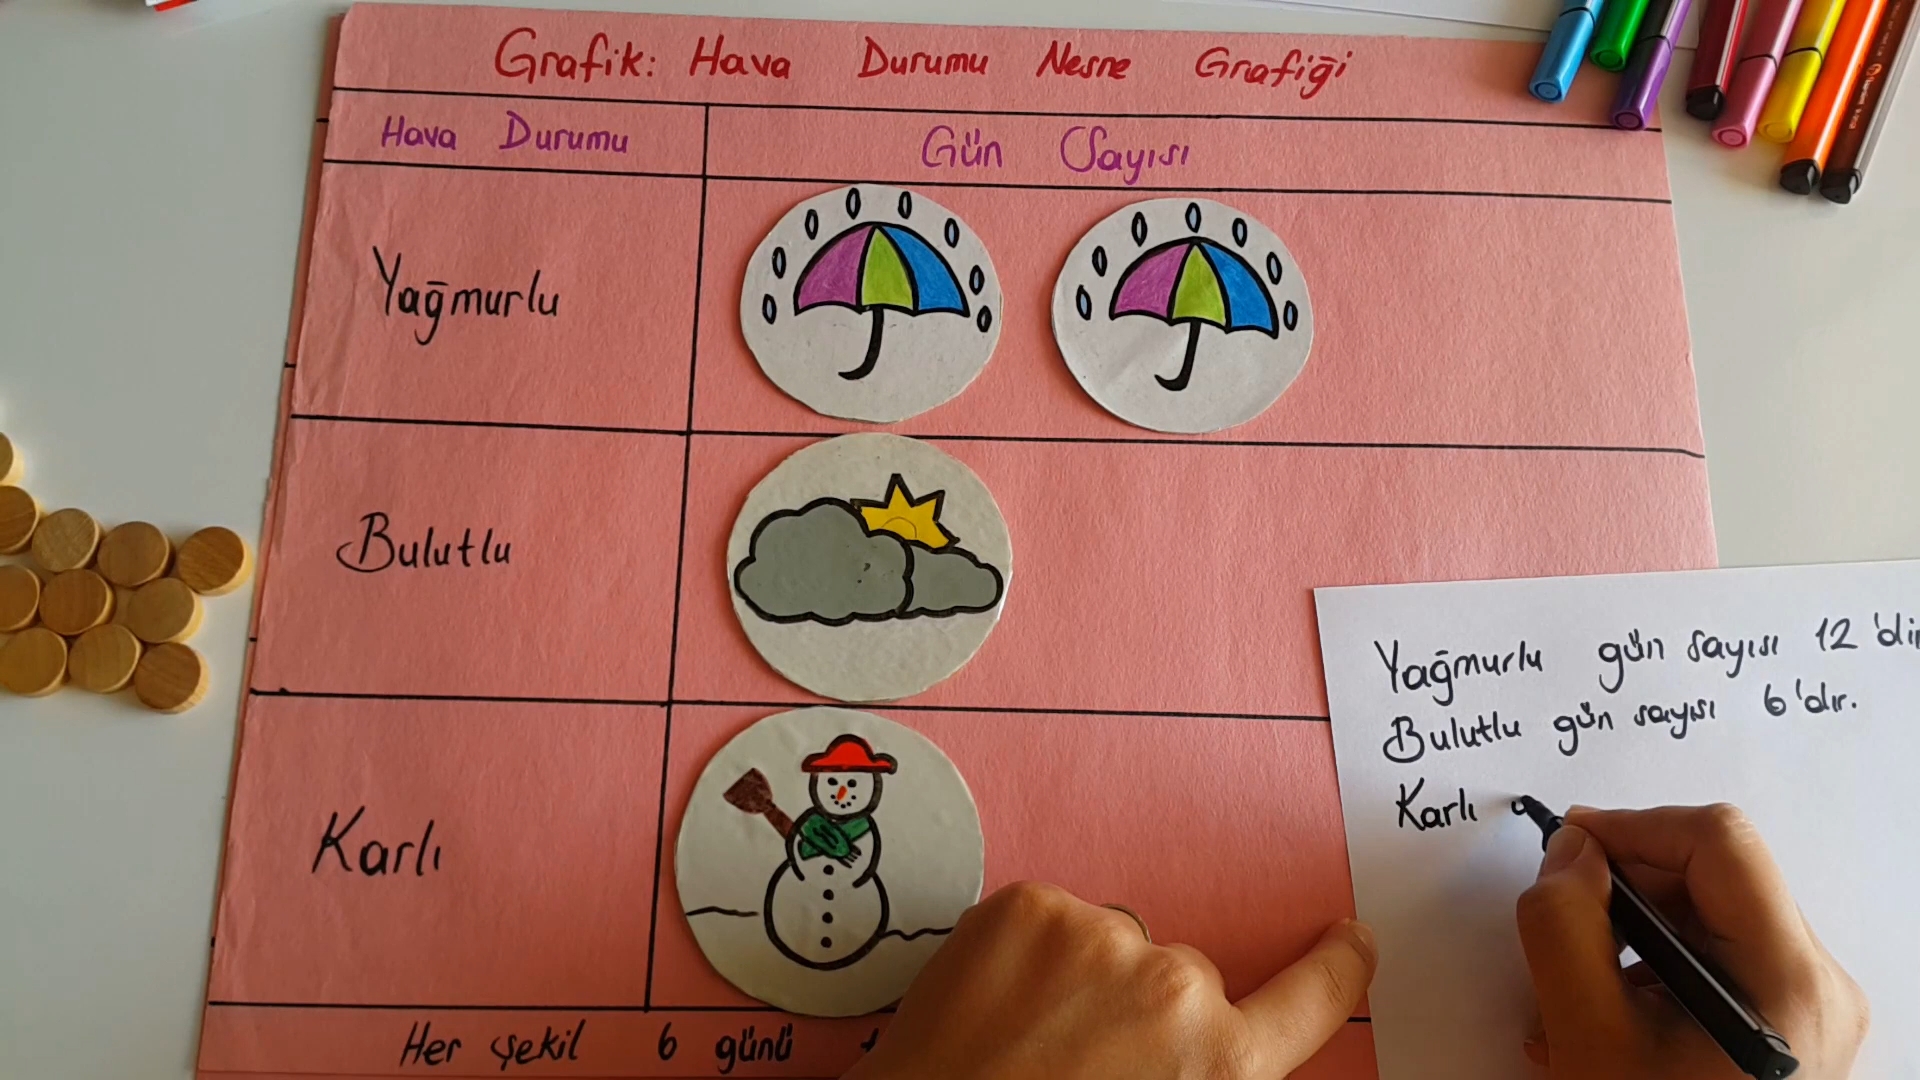 Grafik: Hava Durumu Nesne Grafiği
Hava Durumu
Gün Sayısı
Yağmurlu
Bulutlu
Karlı
Her şekil 6 günü
Yağmurlu gün sayısı 12'dir
Bulutlu gün sayısı 6'dır.
Karlı